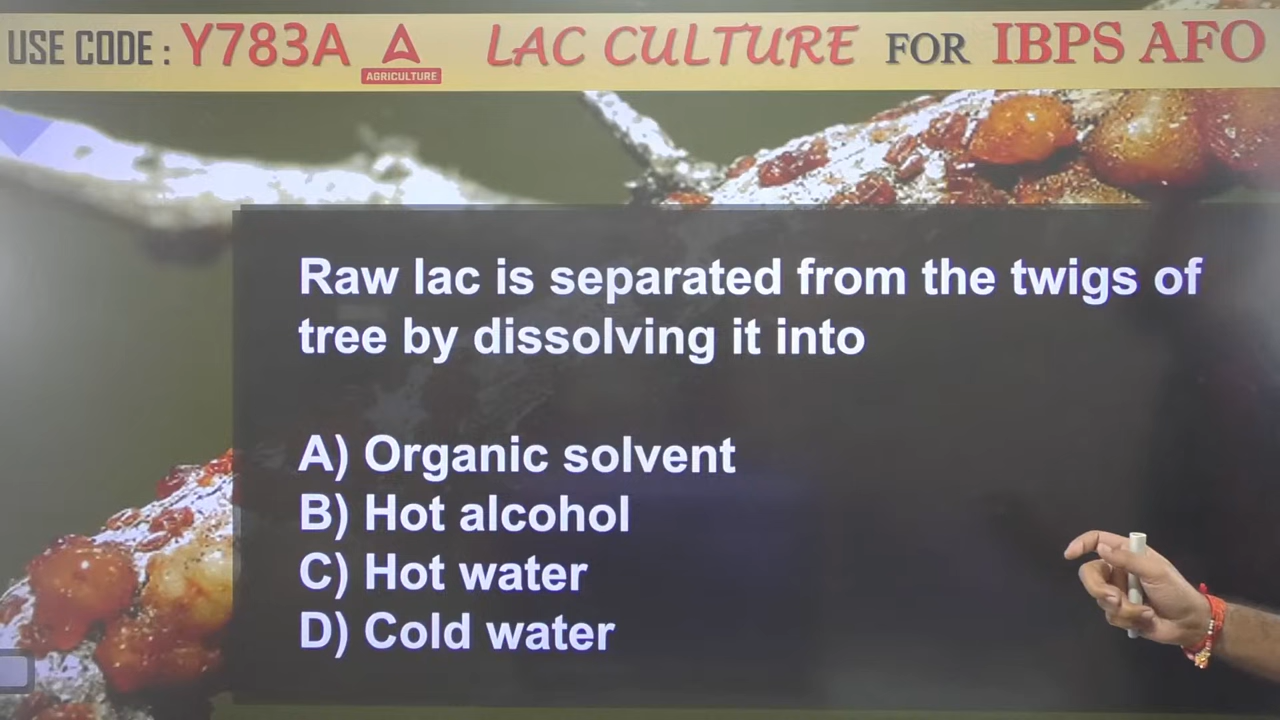 USE CODE : Y783A AGRICULTURE LAC CULTURE FOR IBPS AFO
Raw lac is separated from the twigs of
tree by dissolving it into
A) Organic solvent
B) Hot alcohol
C) Hot water
D) Cold water